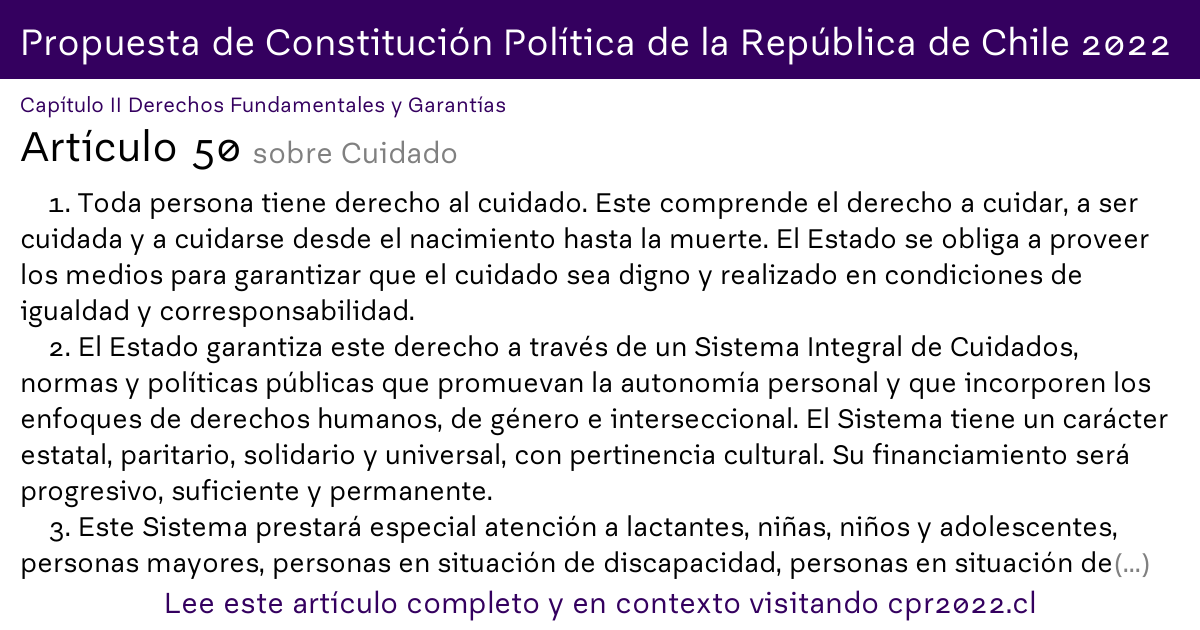 Propuesta de Constitución Política de la República de Chile 2022
Capítulo II Derechos Fundamentales y Garantías
Artículo 50 sobre Cuidado
1. Toda persona tiene derecho al cuidado. Este comprende el derecho a cuidar, a ser
cuidada y a cuidarse desde el nacimiento hasta la muerte. El Estado se obliga a proveer
los medios para garantizar que el cuidado sea digno y realizado en condiciones de
igualdad y corresponsabilidad.
2. El Estado garantiza este derecho a través de un Sistema Integral de Cuidados,
normas y políticas públicas que promuevan la autonomía personal y que incorporen los
enfoques de derechos humanos, de género e interseccional. El Sistema tiene un carácter
estatal, paritario, solidario y universal, con pertinencia cultural. Su financiamiento será
progresivo, suficiente y permanente.
3. Este Sistema prestará especial atención a lactantes, niñas, niños y adolescentes,
personas mayores, personas en situación de discapacidad, personas en situación de(...)
Lee este artículo completo y en contexto visitando cpr2022.cl